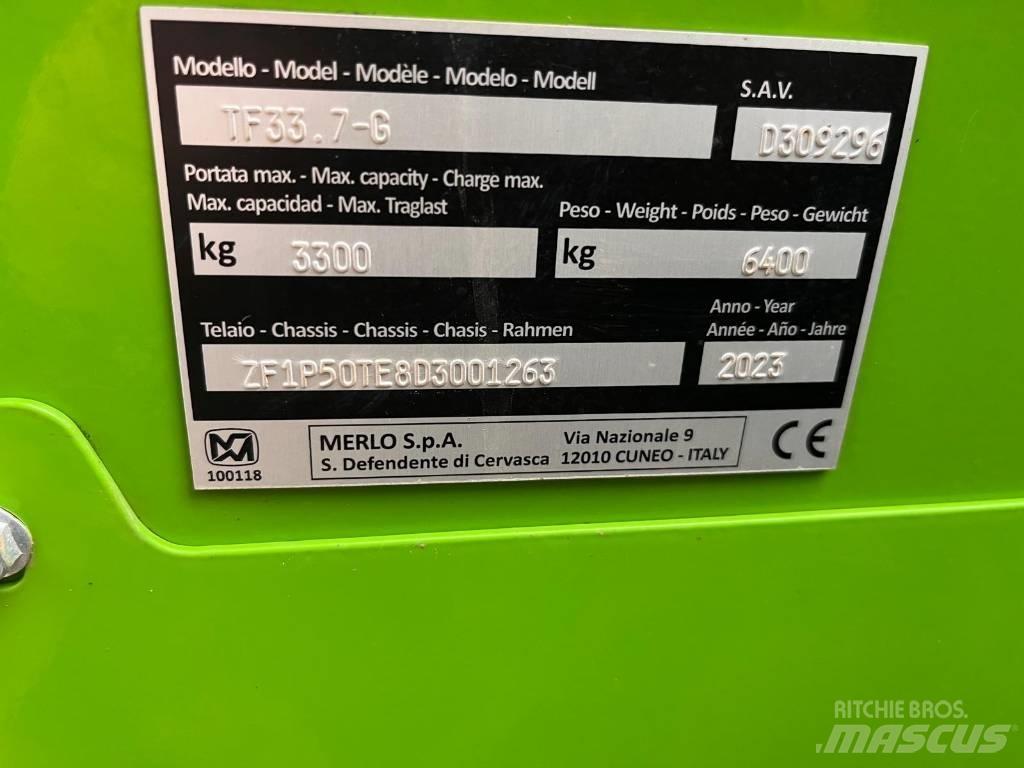 Modello - Model - Modèle - Modelo - Modell
S.A.V.
TF33.7-G
D309296
Portata max. - Max. capacity - Charge max.
Max. capacidad - Max. Traglast
Peso - Weight - Poids - Peso - Gewicht
kg 3300
kg 6400
Anno - Year
Telaio - Chassis - Chassis - Chasis - Rahmen
Année - Año - Jahre
ZF1P50TE8D3001263
2023
MERLO S.p.A.
Via Nazionale 9
S. Defendente di Cervasca 12010 CUNEO - ITALY
CE
100118
RITCHIE BROS.
MASCUS